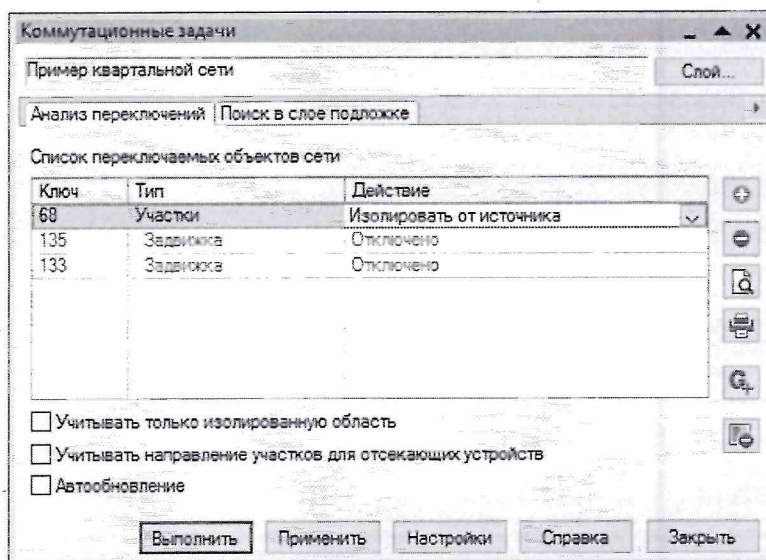 Коммутационные задачи
Пример квартальной сети
Слой...
Анализ переключений
Поиск в слое подложке
Список переключаемых объектов сети
Ключ Тип Действие
68 Участки Изолировать от источника
135 Задвижка Отключено
133 Задвижка Отключено
Учитывать только изолированную область
Учитывать направление участков для отсекающих устройств
Автообновление
Выполнить Применить Настройки Справка Закрыть